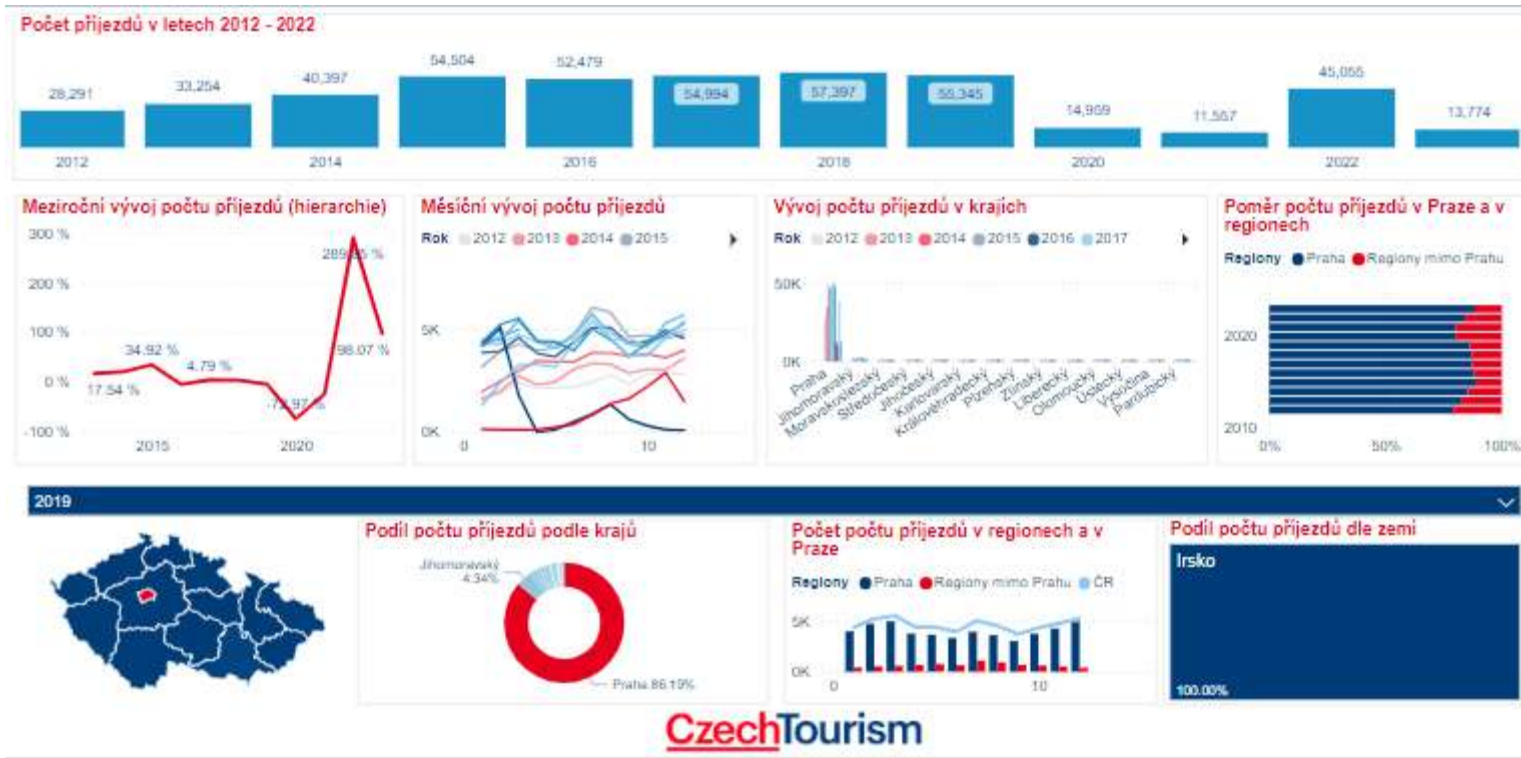 Počet příjezdů v letech 2012 - 2022
28,291
33,254
40,397
54,504
52,479
54,994
57,397
55,345
14,959
11,557
45,055
13,774
2012
2014
2016
2018
2020
2022
Meziroční vývoj počtu příjezdů (hierarchie)
300 %
200 %
100 %
0 %
-100 %
17.54 %
34.92 %
4.79 %
-72.97 %
98.07 %
2015
2020
Měsíční vývoj počtu příjezdů
Rok 2012 2013 2014 2015
5K
0K
0
10
Vývoj počtu příjezdů v krajích
Rok 2012 2013 2014 2015 2016 2017
50K
0K
Praha
Jihomoravský
Moravskoslezský
Středočeský
Jihočeský
Karlovarský
Královéhradecký
Plzeňský
Zlínský
Liberecký
Olomoucký
Ústecký
Vysočina
Pardubický
Poměr počtu příjezdů v Praze a v
regionech
Regiony Praha Regiony mimo Prahu
2020
2010
0%
50%
100%
2019
Podíl počtu příjezdů podle krajů
Jihomoravský
4.34%
Praha 86.19%
Počet počtu příjezdů v regionech a v
Praze
Regiony Praha Regiony mimo Prahu ČR
5K
0K
0
10
Podíl počtu příjezdů dle zemí
Irsko
100.00%
CzechTourism